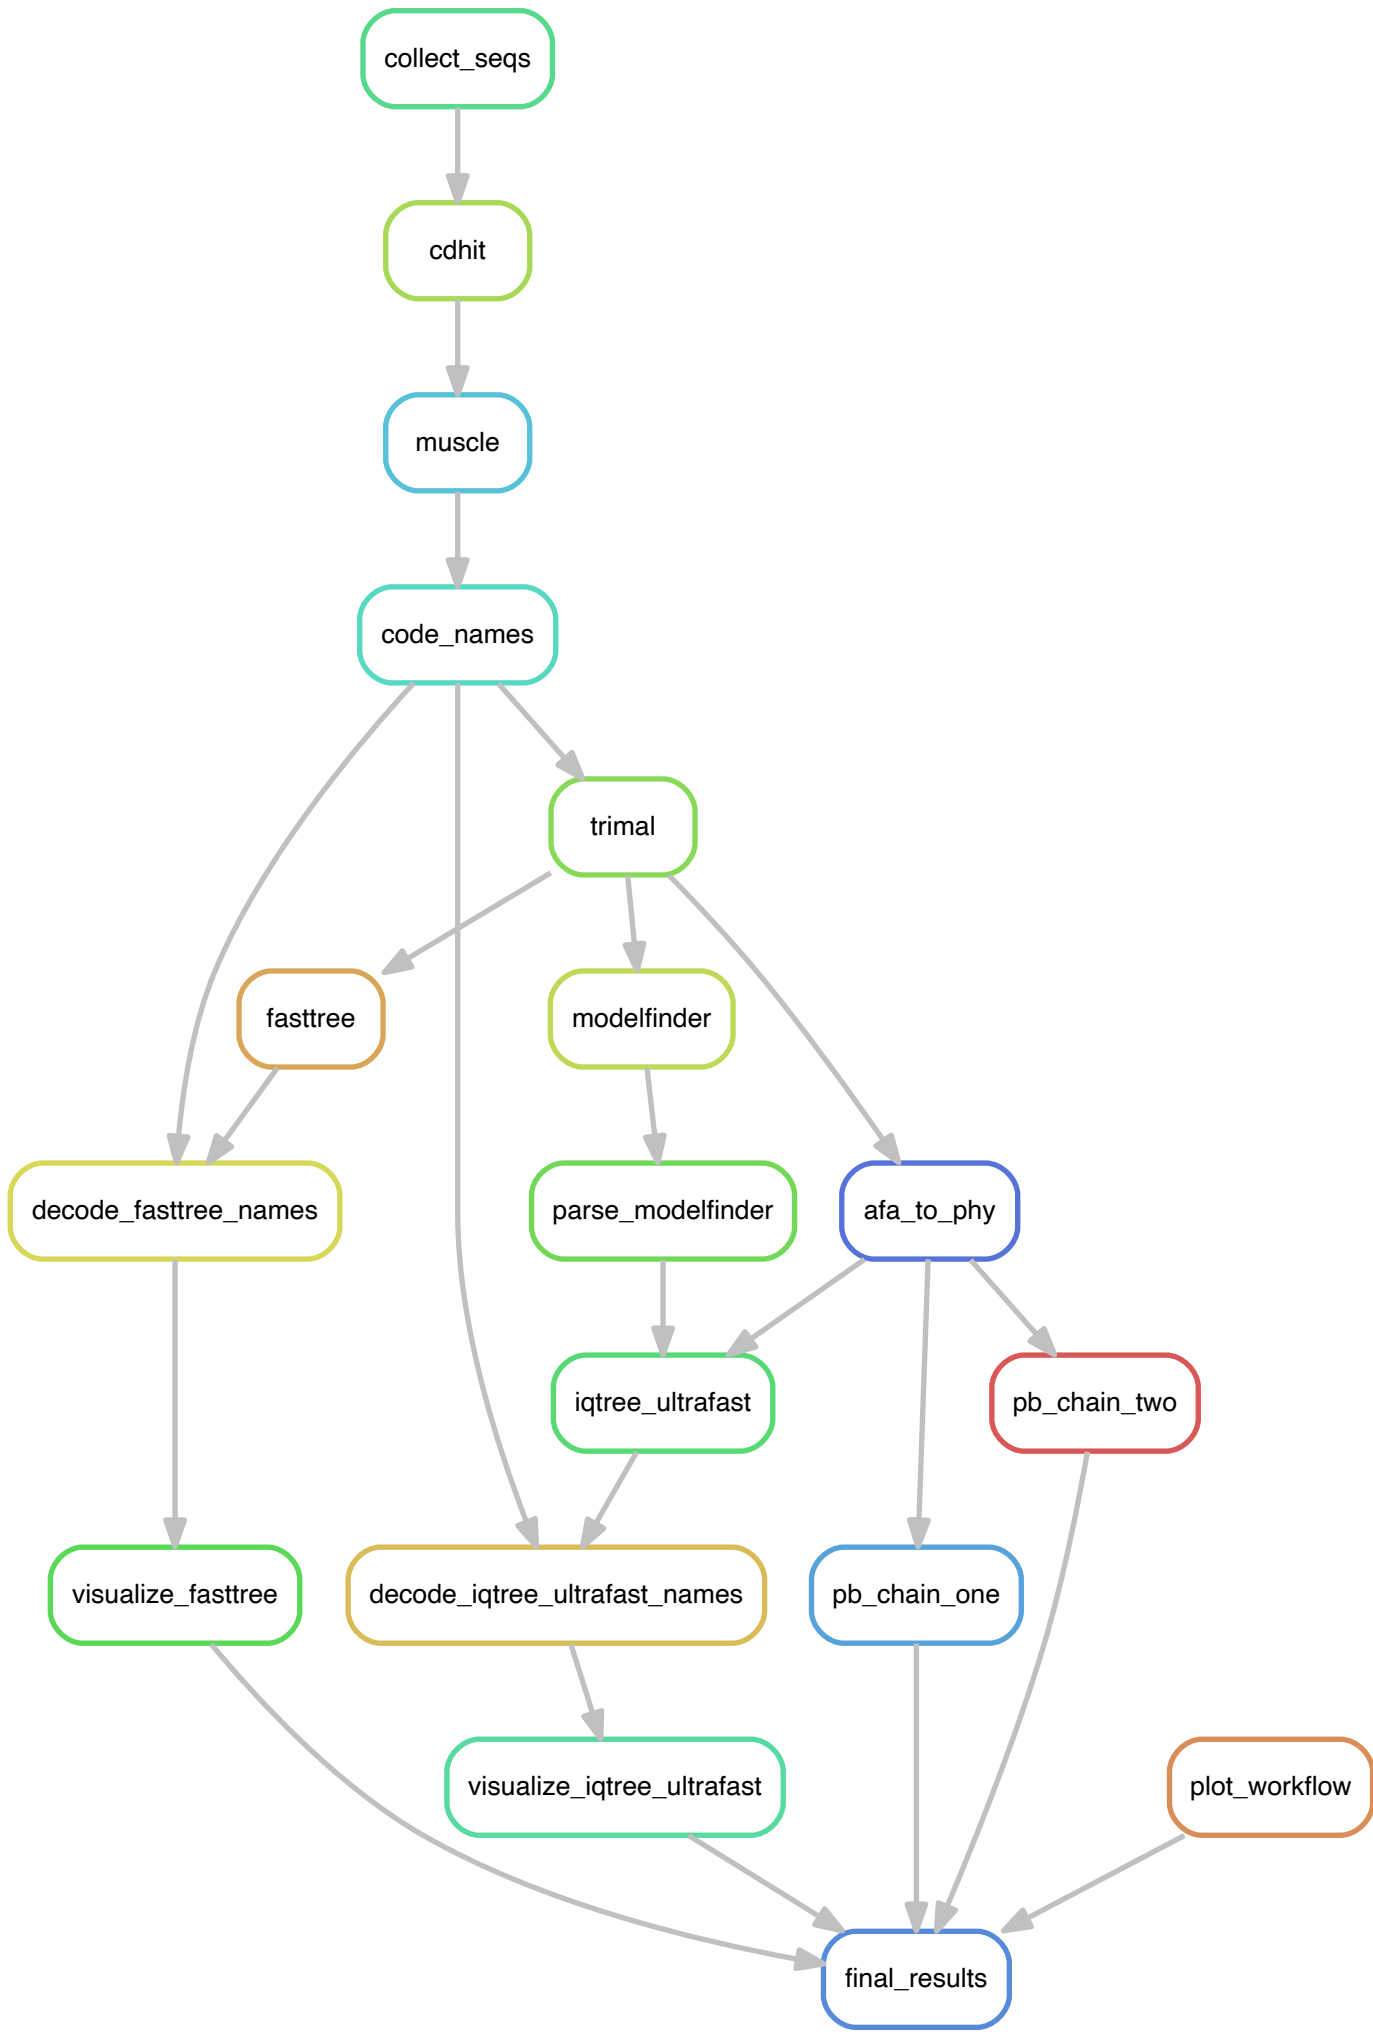 collect_seqs
cdhit
muscle
code_names
trimal
fasttree
modelfinder
decode_fasttree_names
parse_modelfinder
afa_to_phy
iqtree_ultrafast
pb_chain_two
visualize_fasttree
decode_iqtree_ultrafast_names
pb_chain_one
visualize_iqtree_ultrafast
plot_workflow
final_results